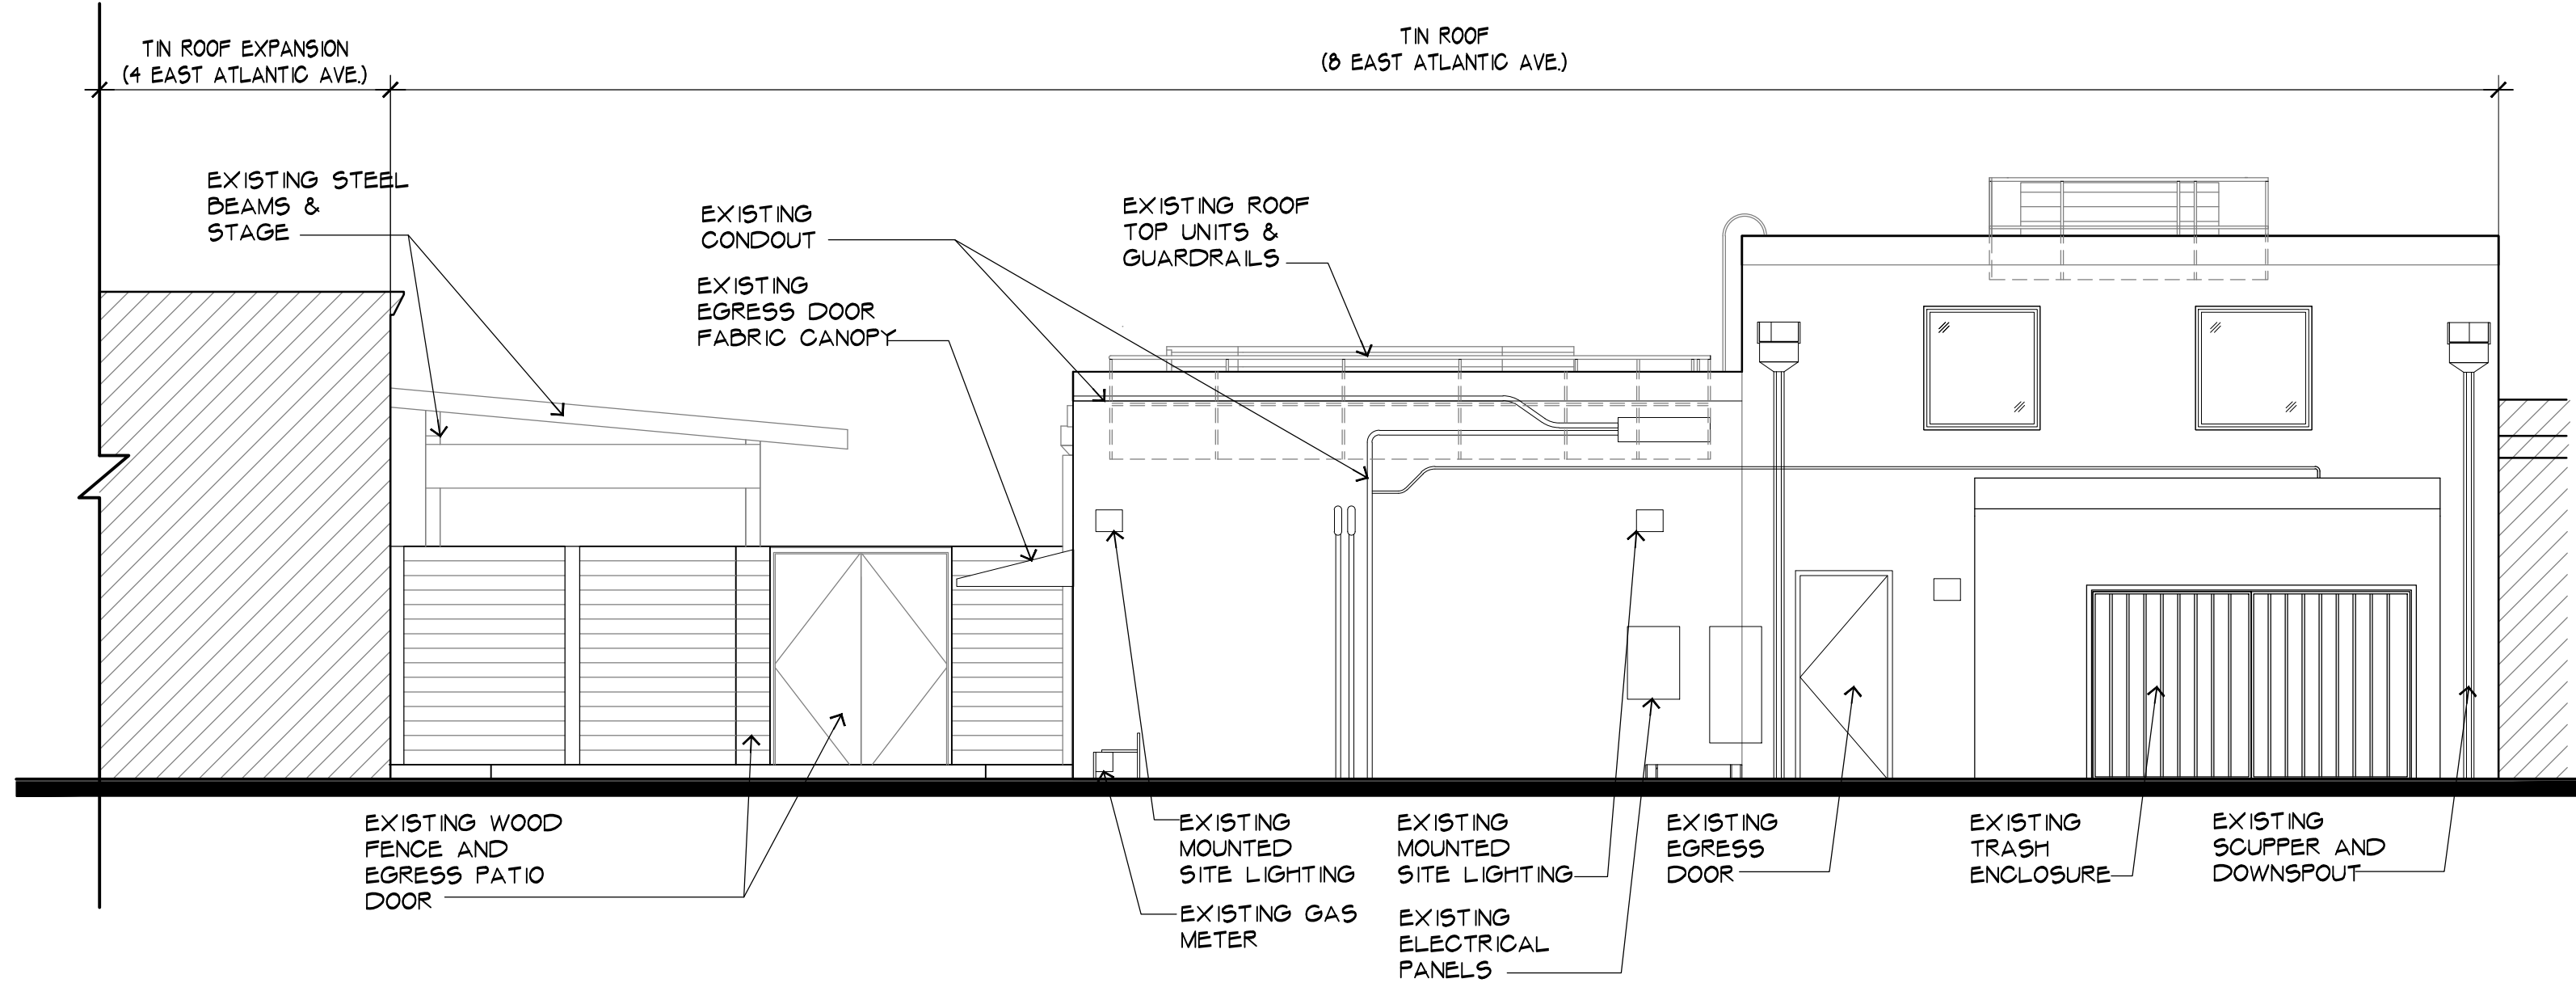 TIN ROOF EXPANSION
(4 EAST ATLANTIC AVE.)
TIN ROOF
(8 EAST ATLANTIC AVE.)
EXISTING STEEL
BEAMS &
STAGE
EXISTING
CONDOUT
EXISTING
EGRESS DOOR
FABRIC CANOPY
EXISTING ROOF
TOP UNITS &
GUARDRAILS
EXISTING WOOD
FENCE AND
EGRESS PATIO
DOOR
EXISTING
MOUNTED
SITE LIGHTING
EXISTING GAS
METER
EXISTING
MOUNTED
SITE LIGHTING
EXISTING
ELECTRICAL
PANELS
EXISTING
EGRESS
DOOR
EXISTING
TRASH
ENCLOSURE
EXISTING
SCUPPER AND
DOWNSPOUT